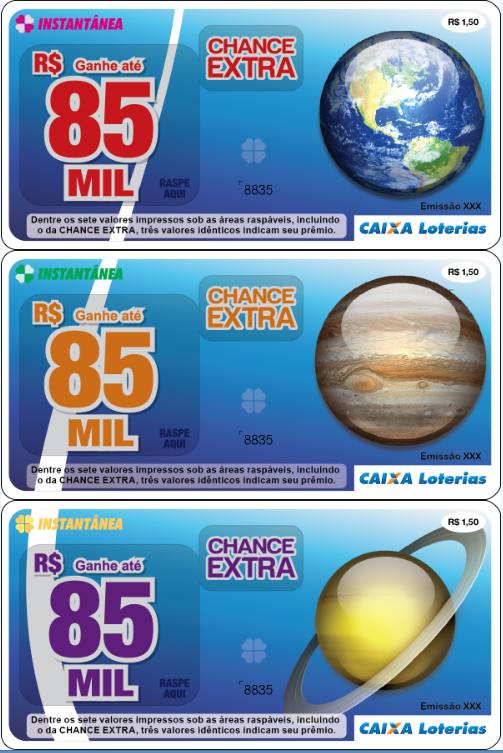 INSTANTÂNEA
R$ 1,50
R$ Ganhe até
85
MIL
CHANCE
EXTRA
RASPE
AQUI
8835
Emissão XXX
Dentre os sete valores impressos sob as áreas raspáveis, incluindo
o da CHANCE EXTRA, três valores idênticos indicam seu prêmio.
CAIXA Loterias
INSTANTÂNEA
R$ 1,50
R$ Ganhe até
85
MIL
CHANCE
EXTRA
RASPE
AQUI
8835
Emissão XXX
Dentre os sete valores impressos sob as áreas raspáveis, incluindo
o da CHANCE EXTRA, três valores idênticos indicam seu prêmio.
CAIXA Loterias
INSTANTÂNEA
R$ 1,50
R$ Ganhe até
85
MIL
CHANCE
EXTRA
RASPE
AQUI
8835
Emissão XXX
Dentre os sete valores impressos sob as áreas raspáveis, incluindo
o da CHANCE EXTRA, três valores idênticos indicam seu prêmio.
CAIXA Loterias